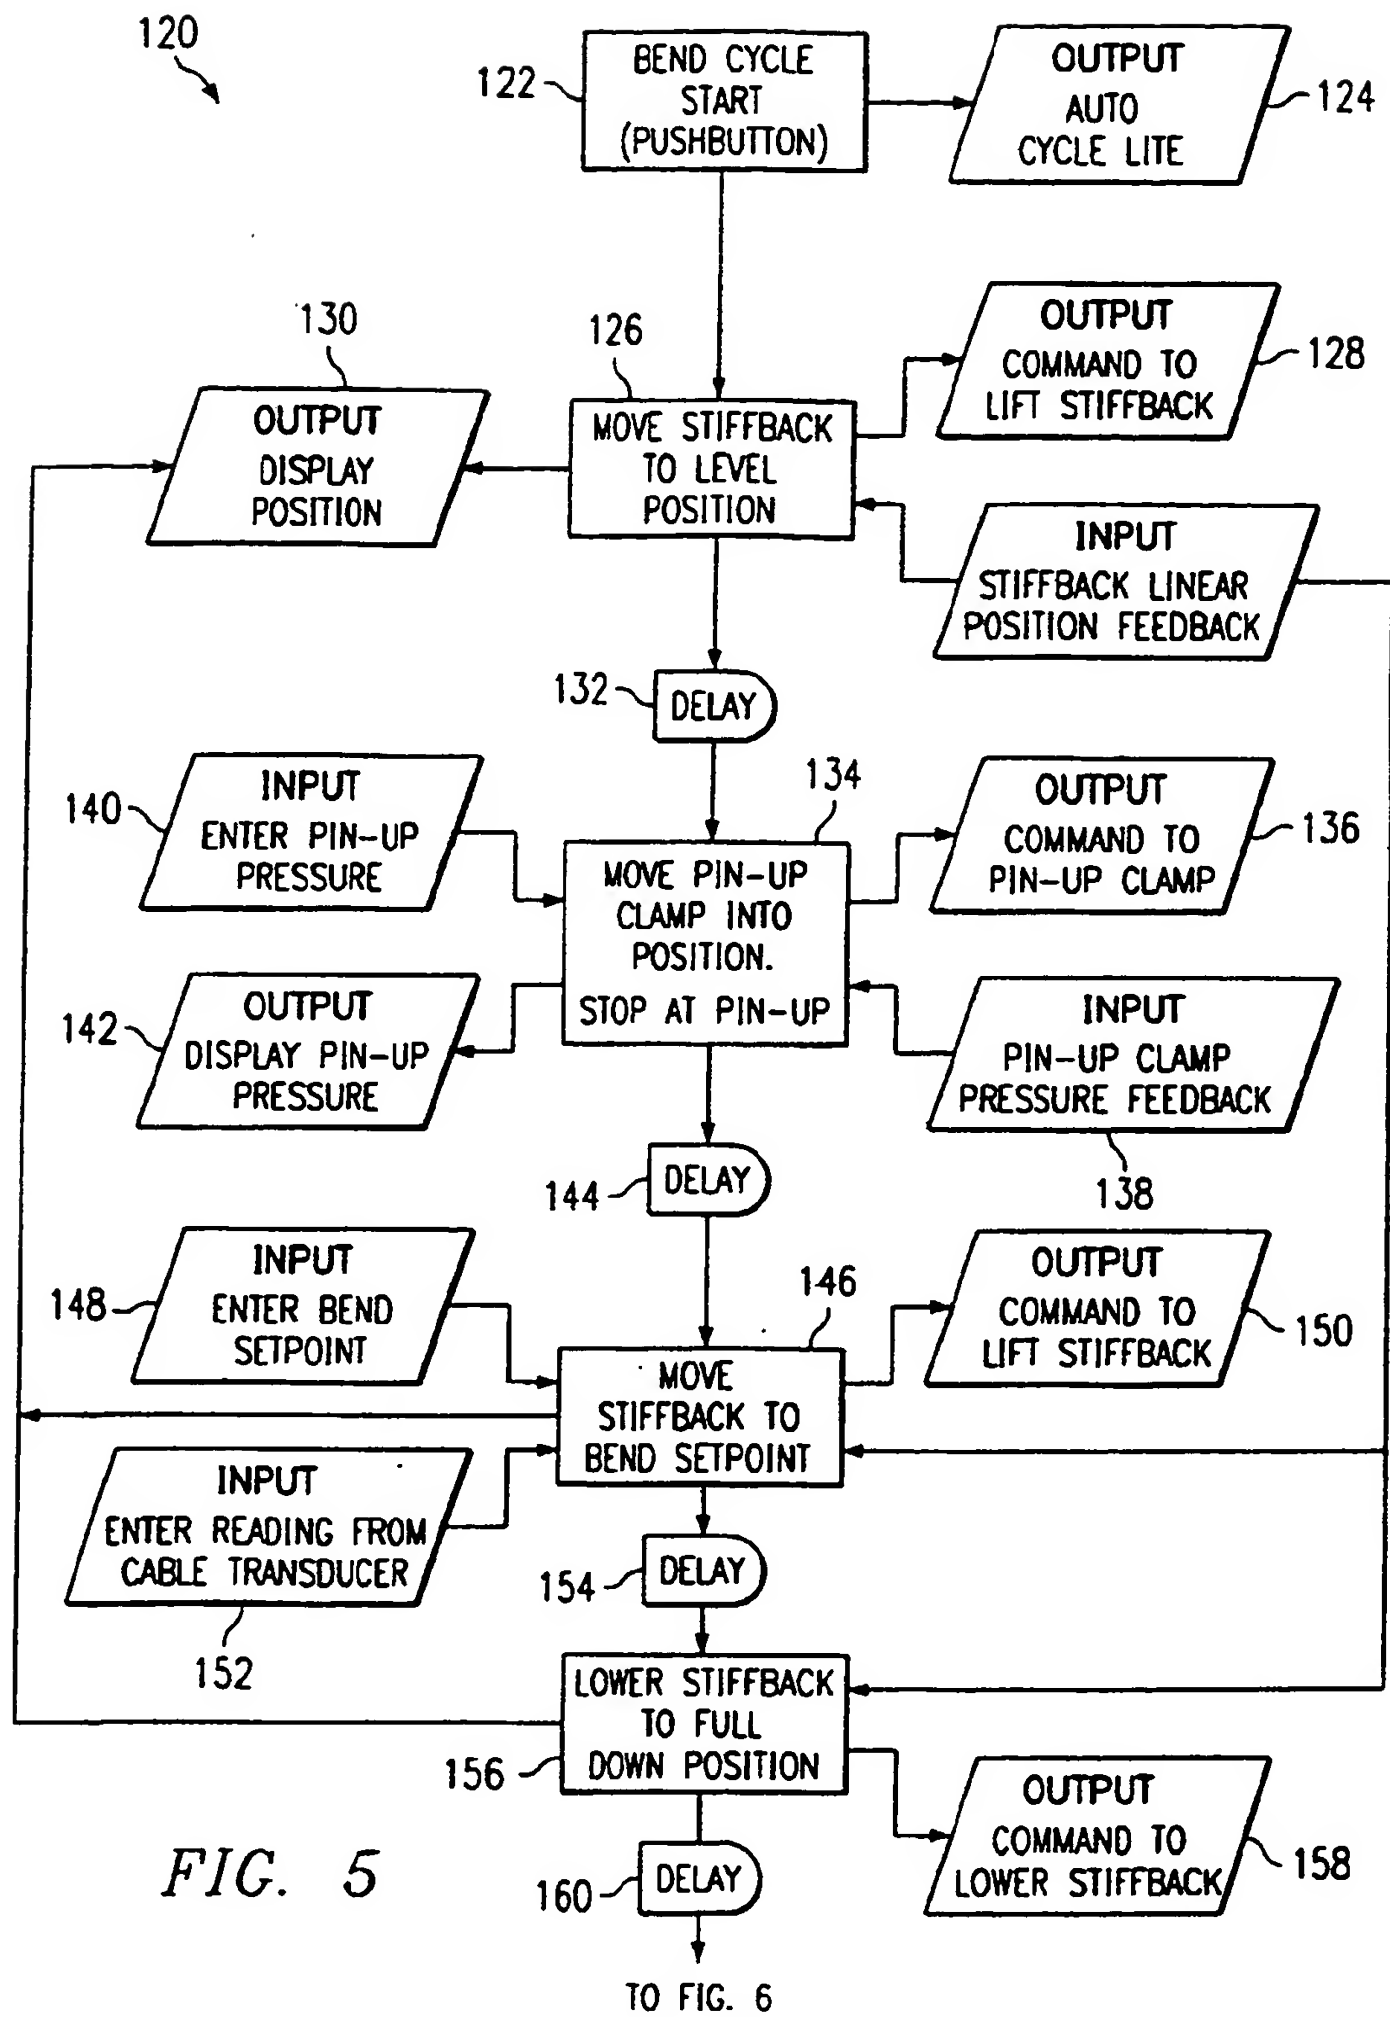 120
122
BEND CYCLE
START
(PUSHBUTTON)
OUTPUT
AUTO
CYCLE LITE
124
130
OUTPUT
DISPLAY
POSITION
126
MOVE STIFFBACK
TO LEVEL
POSITION
OUTPUT
COMMAND TO
LIFT STIFFBACK
128
INPUT
STIFFBACK LINEAR
POSITION FEEDBACK
132
DELAY
140
INPUT
ENTER PIN-UP
PRESSURE
134
MOVE PIN-UP
CLAMP INTO
POSITION.
STOP AT PIN-UP
OUTPUT
COMMAND TO
PIN-UP CLAMP
136
142
OUTPUT
DISPLAY PIN-UP
PRESSURE
INPUT
PIN-UP CLAMP
PRESSURE FEEDBACK
138
144
DELAY
148
INPUT
ENTER BEND
SETPOINT
146
MOVE
STIFFBACK TO
BEND SETPOINT
OUTPUT
COMMAND TO
LIFT STIFFBACK
150
INPUT
ENTER READING FROM
CABLE TRANSDUCER
152
154
DELAY
156
LOWER STIFFBACK
TO FULL
DOWN POSITION
OUTPUT
COMMAND TO
LOWER STIFFBACK
158
160
DELAY
FIG. 5
TO FIG. 6